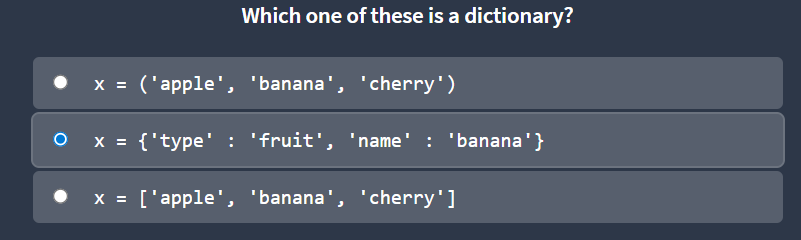 Which one of these is a dictionary?
x = ('apple', 'banana', 'cherry')
x = {'type' : 'fruit', 'name' : 'banana'}
x = ['apple', 'banana', 'cherry']